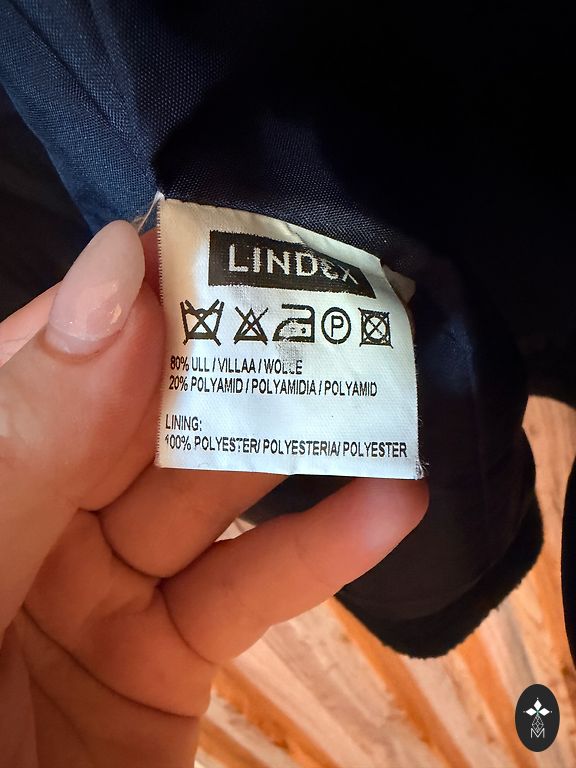 LINDEX
P
80% ULL / VILLAA / WOLLE
20% POLYAMID / POLYAMIDIA / POLYAMID
LINING:
100% POLYESTER/ POLYESTERIA/ POLYESTER
M